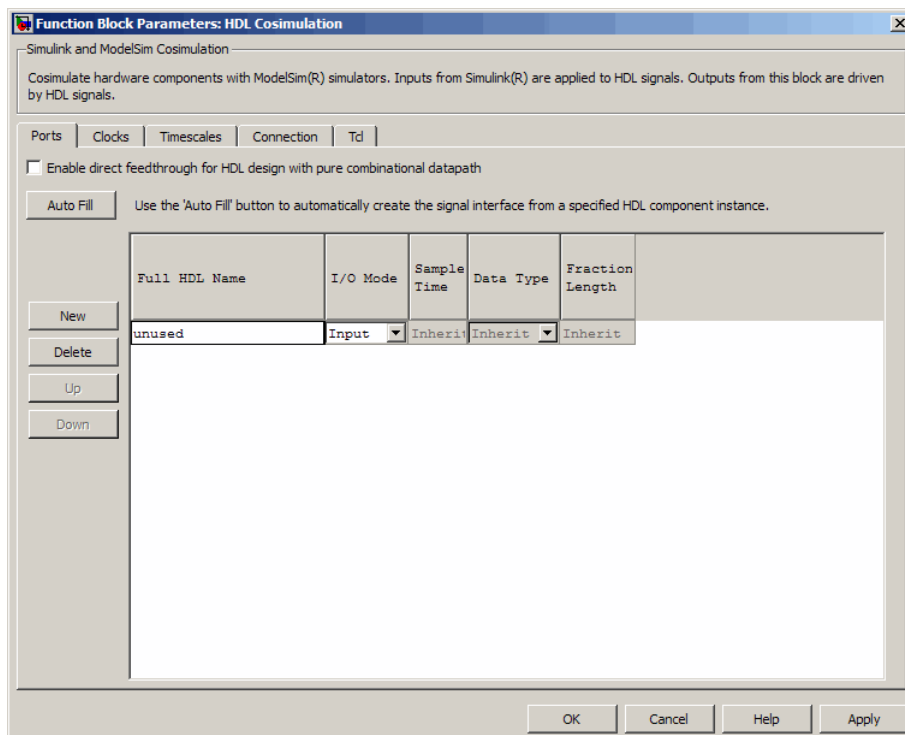 Function Block Parameters: HDL Cosimulation
Simulink and ModelSim Cosimulation
Cosimulate hardware components with ModelSim(R) simulators. Inputs from Simulink(R) are applied to HDL signals. Outputs from this block are driven
by HDL signals.
Ports Clocks Timescales Connection Tcl
Enable direct feedthrough for HDL design with pure combinational datapath
Auto Fill Use the 'Auto Fill' button to automatically create the signal interface from a specified HDL component instance.
Full HDL Name I/O Mode Sample Time Data Type Fraction Length
New
unused Input Inherit Inherit Inherit
Delete
Up
Down
OK Cancel Help Apply